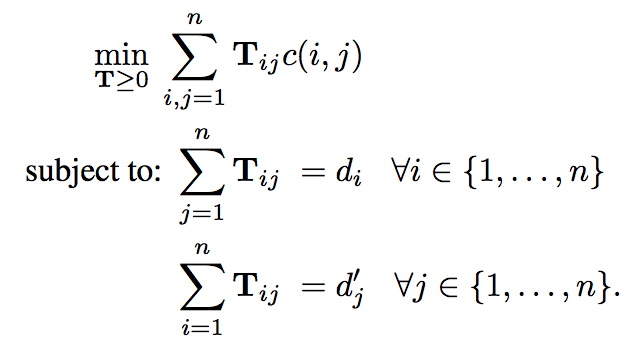 min_{T≥0} ∑_{i,j=1}^{n} T_{ij}c(i, j)
subject to: ∑_{j=1}^{n} T_{ij} = d_i ∀i ∈ {1, . . . , n}
∑_{i=1}^{n} T_{ij} = d′_j ∀j ∈ {1, . . . , n}.